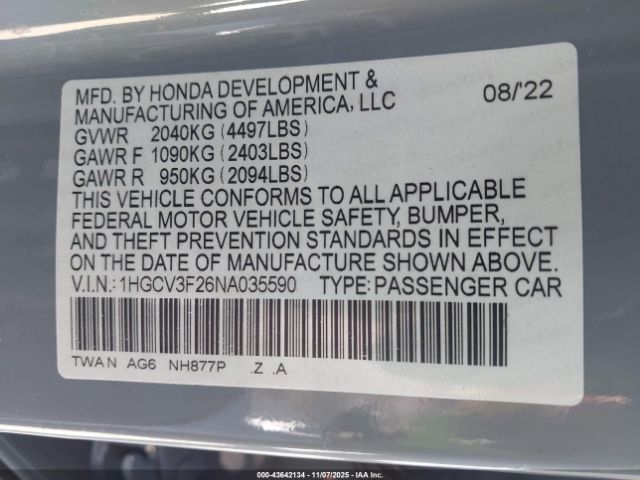 MFD. BY HONDA DEVELOPMENT &
MANUFACTURING OF AMERICA, LLC 08/'22
GVWR 2040KG (4497LBS)
GAWR F 1090KG (2403LBS)
GAWR R 950KG (2094LBS)
THIS VEHICLE CONFORMS TO ALL APPLICABLE
FEDERAL MOTOR VEHICLE SAFETY, BUMPER,
AND THEFT PREVENTION STANDARDS IN EFFECT
ON THE DATE OF MANUFACTURE SHOWN ABOVE.
V.I.N.: 1HGCV3F26NA035590 TYPE: PASSENGER CAR
TWA N AG6 NH877P .Z .A
000-43642134 - 11/07/2025 - IAA Inc.